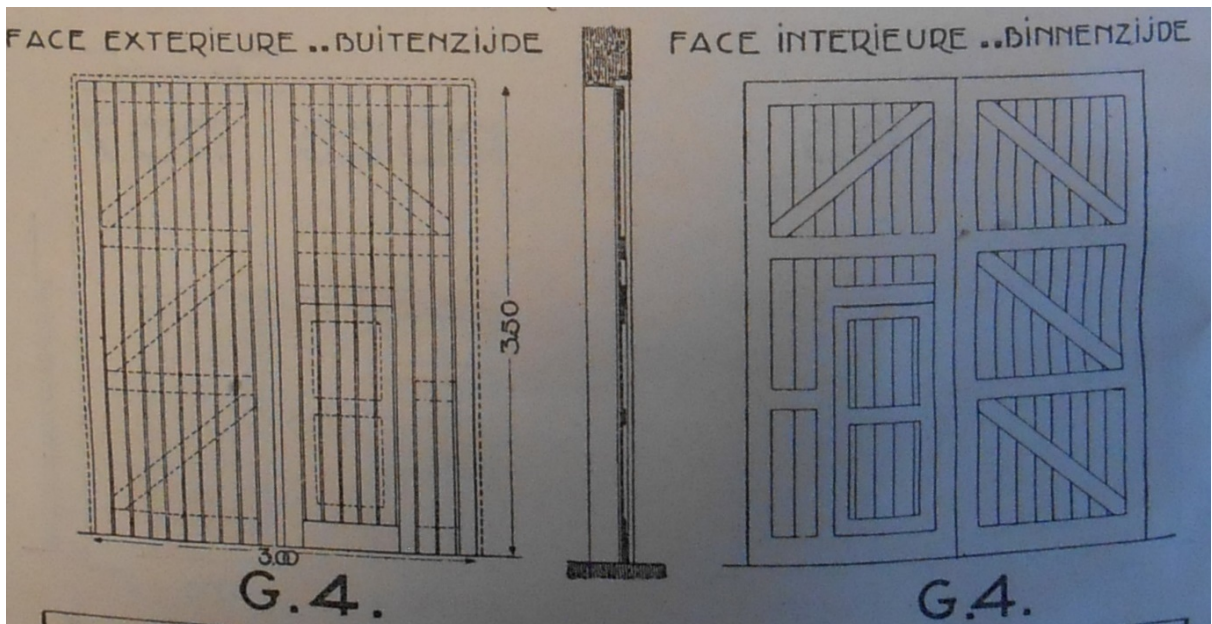 FACE EXTERIEURE .. BUITENZIJDE
FACE INTERIEURE .. BINNENZIJDE
3.50
3.00
G.4.
G.4.